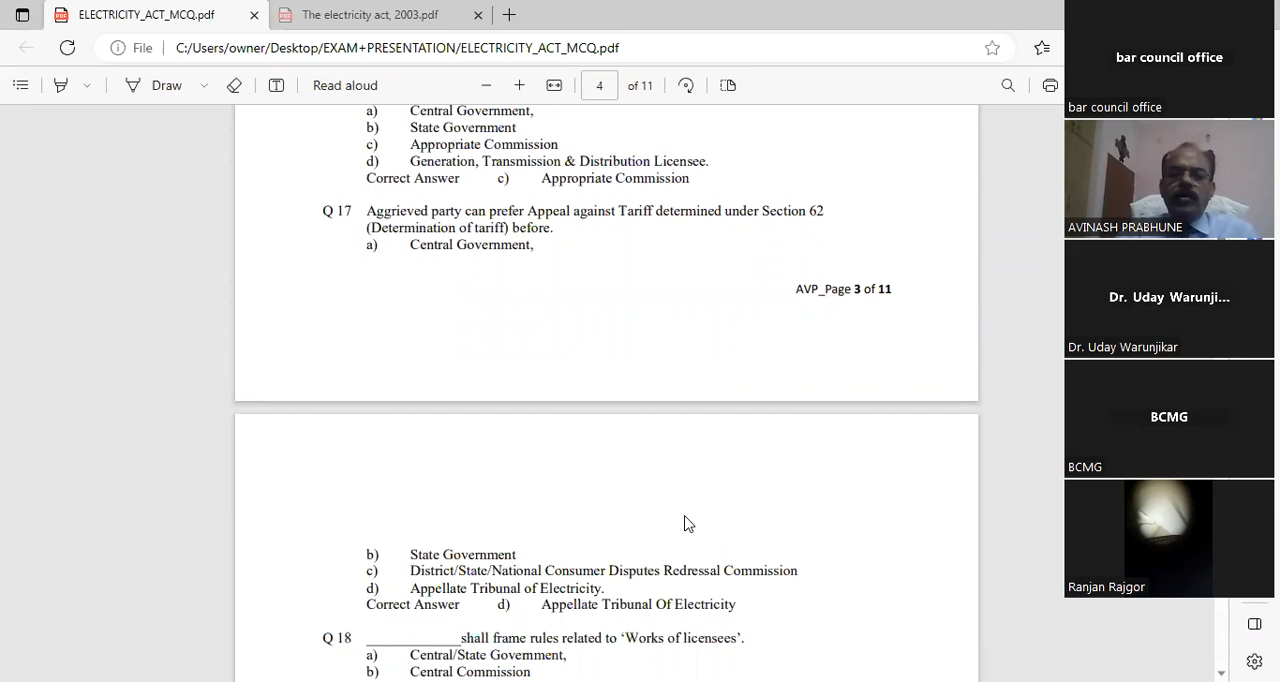 ELECTRICITY_ACT_MCQ.pdf
The electricity act, 2003.pdf
File C:/Users/owner/Desktop/EXAM+PRESENTATION/ELECTRICITY_ACT_MCQ.pdf
Draw Read aloud 4 of 11
a) Central Government,
b) State Government
c) Appropriate Commission
d) Generation, Transmission & Distribution Licensee.
Correct Answer c) Appropriate Commission
Q 17 Aggrieved party can prefer Appeal against Tariff determined under Section 62
(Determination of tariff) before.
a) Central Government,
AVP_Page 3 of 11
b) State Government
c) District/State/National Consumer Disputes Redressal Commission
d) Appellate Tribunal of Electricity.
Correct Answer d) Appellate Tribunal Of Electricity
Q 18 ____________shall frame rules related to ‘Works of licensees’.
a) Central/State Government,
b) Central Commission
bar council office
bar council office
AVINASH PRABHUNE
Dr. Uday Warunji...
Dr. Uday Warunjikar
BCMG
BCMG
Ranjan Rajgor